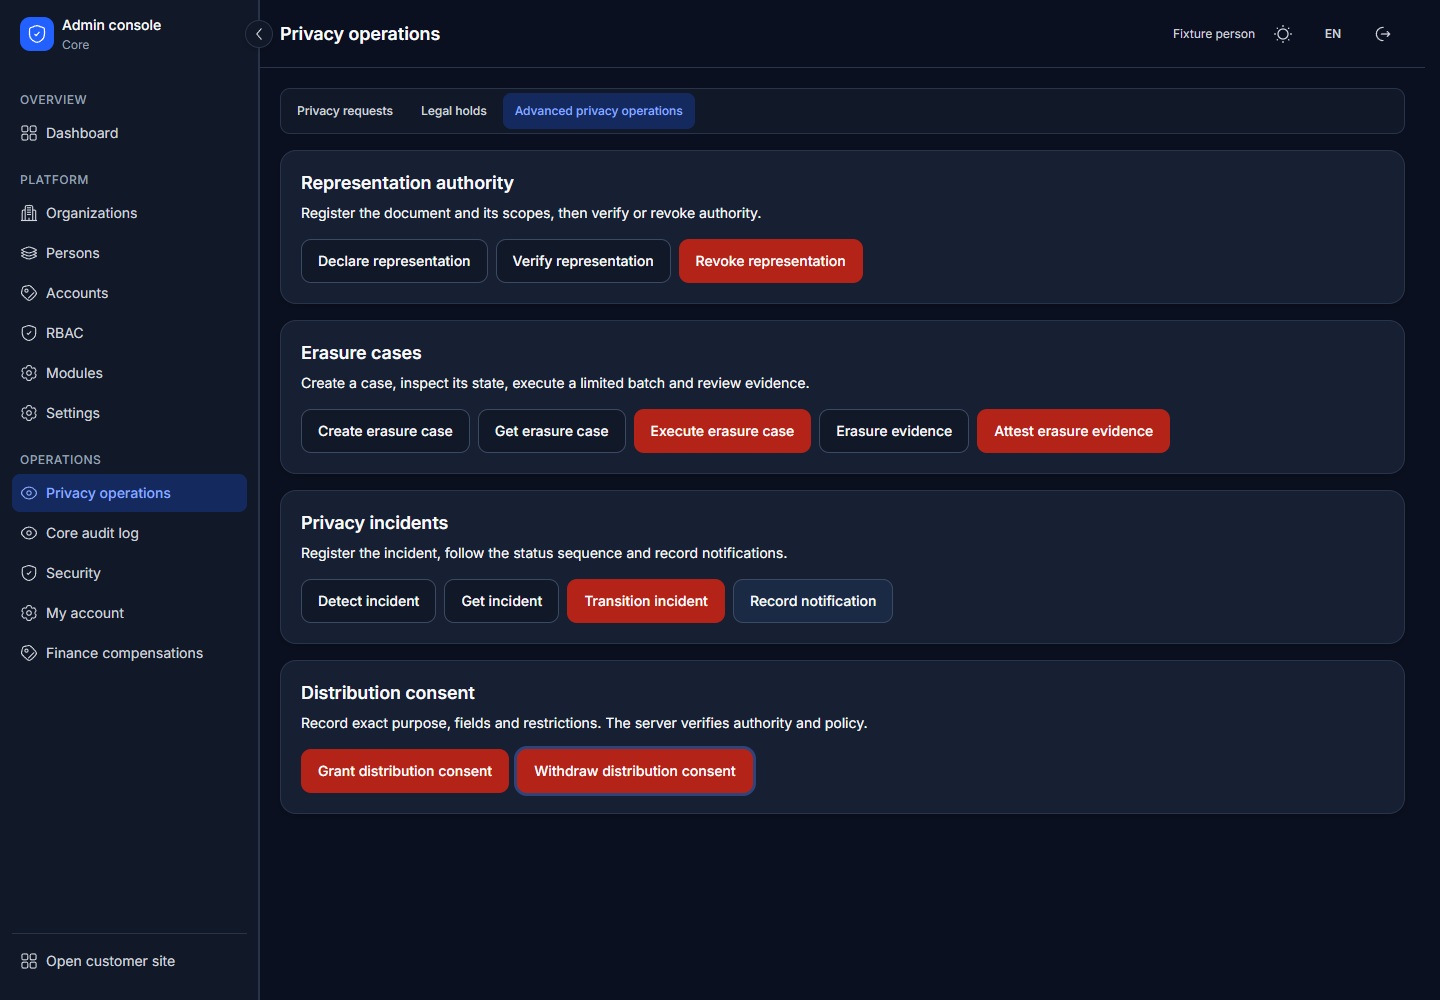 Admin console
Core
OVERVIEW
Dashboard
PLATFORM
Organizations
Persons
Accounts
RBAC
Modules
Settings
OPERATIONS
Privacy operations
Core audit log
Security
My account
Finance compensations
Open customer site
Privacy operations
Fixture person
EN
Privacy requests
Legal holds
Advanced privacy operations
Representation authority
Register the document and its scopes, then verify or revoke authority.
Declare representation
Verify representation
Revoke representation
Erasure cases
Create a case, inspect its state, execute a limited batch and review evidence.
Create erasure case
Get erasure case
Execute erasure case
Erasure evidence
Attest erasure evidence
Privacy incidents
Register the incident, follow the status sequence and record notifications.
Detect incident
Get incident
Transition incident
Record notification
Distribution consent
Record exact purpose, fields and restrictions. The server verifies authority and policy.
Grant distribution consent
Withdraw distribution consent